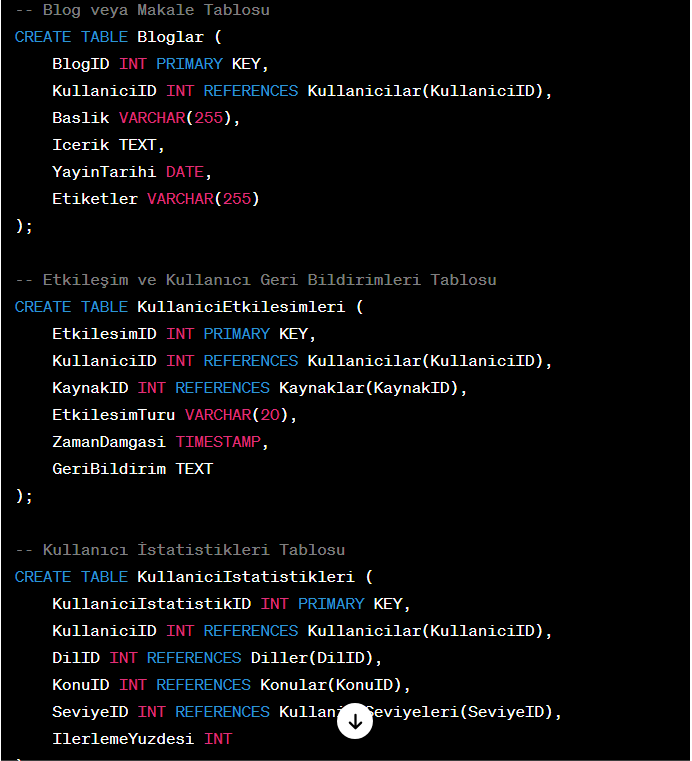 -- Blog veya Makale Tablosu
CREATE TABLE Bloglar (
    BlogID INT PRIMARY KEY,
    KullaniciID INT REFERENCES Kullanicilar(KullaniciID),
    Baslik VARCHAR(255),
    Icerik TEXT,
    YayinTarihi DATE,
    Etiketler VARCHAR(255)
);

-- Etkileşim ve Kullanıcı Geri Bildirimleri Tablosu
CREATE TABLE KullaniciEtkilesimleri (
    EtkilesimID INT PRIMARY KEY,
    KullaniciID INT REFERENCES Kullanicilar(KullaniciID),
    KaynakID INT REFERENCES Kaynaklar(KaynakID),
    EtkilesimTuru VARCHAR(20),
    ZamanDamgasi TIMESTAMP,
    GeriBildirim TEXT
);

-- Kullanıcı İstatistikleri Tablosu
CREATE TABLE KullaniciIstatistikleri (
    KullaniciIstatistikID INT PRIMARY KEY,
    KullaniciID INT REFERENCES Kullanicilar(KullaniciID),
    DilID INT REFERENCES Diller(DilID),
    KonuID INT REFERENCES Konular(KonuID),
    SeviyeID INT REFERENCES Seviyeleri(SeviyeID),
    IlerlemeYuzdesi INT